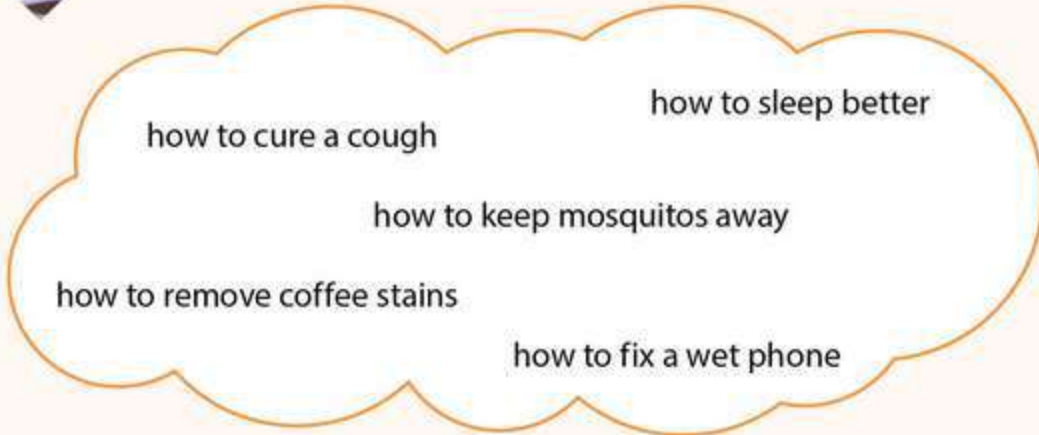 how to sleep better
how to cure a cough
how to keep mosquitos away
how to remove coffee stains
how to fix a wet phone